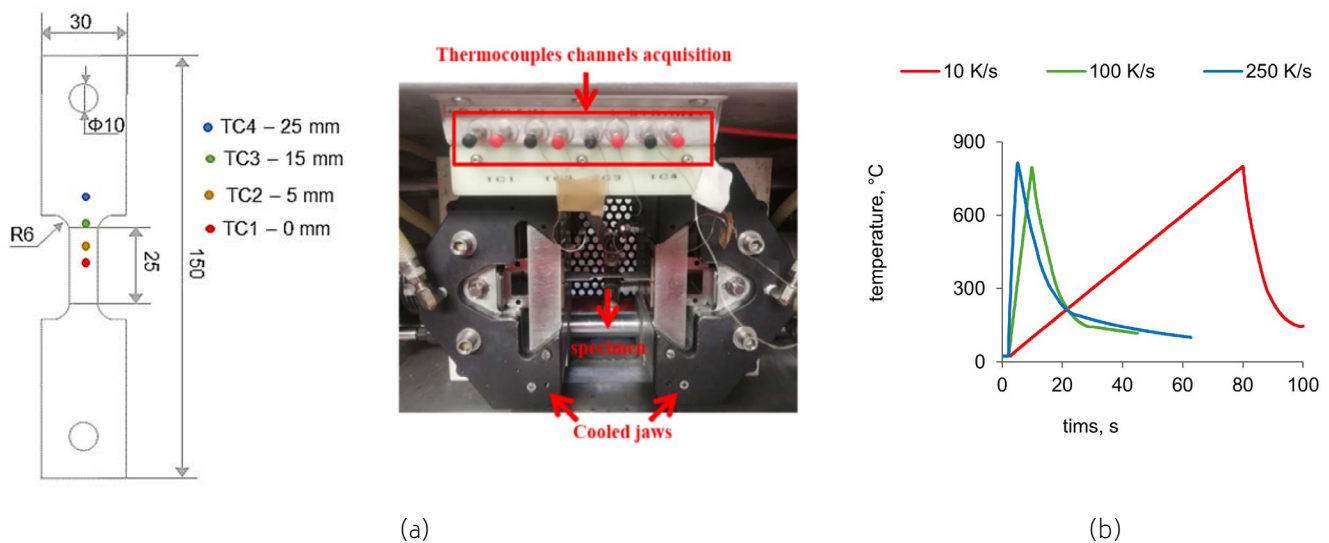 30
Φ10
R6
25
150
TC4 – 25 mm
TC3 – 15 mm
TC2 – 5 mm
TC1 – 0 mm
Thermocouples channels acquisition
TC1
TC4
specimen
Cooled jaws
10 K/s
100 K/s
250 K/s
temperature, °C
900
600
300
0
0
20
40
60
80
100
tims, s
(a)
(b)